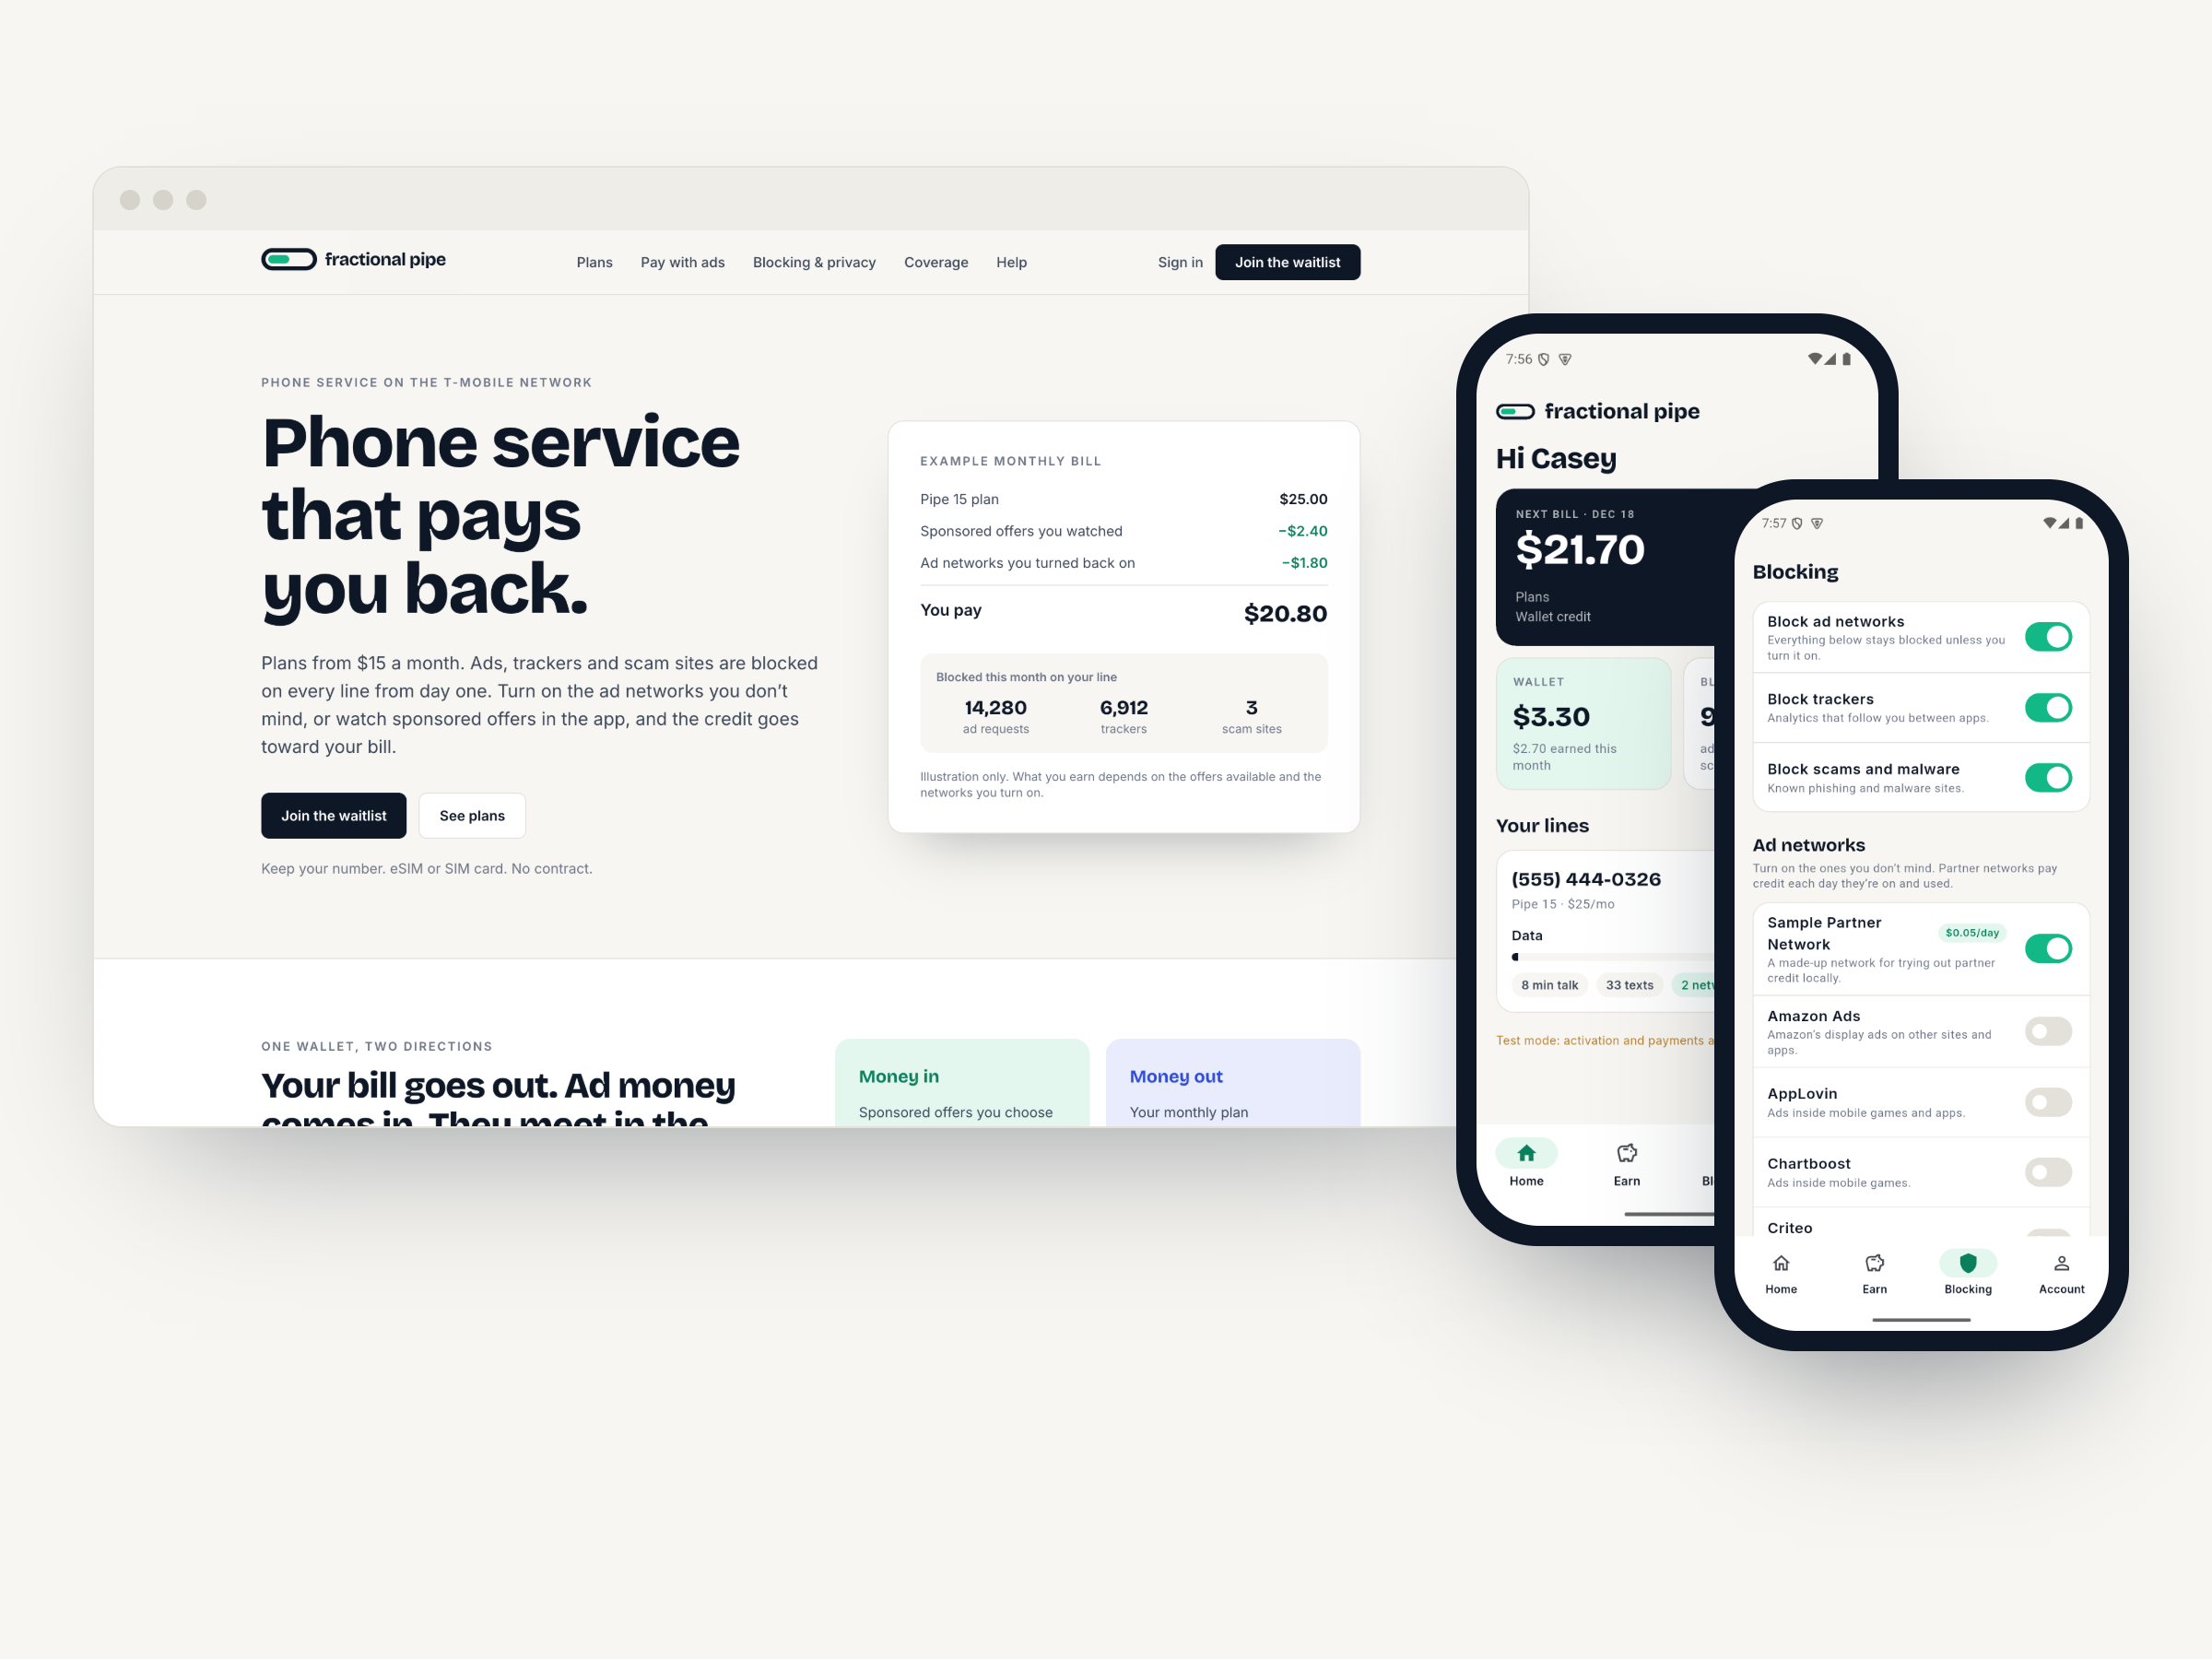 fractional pipe
Plans
Pay with ads
Blocking & privacy
Coverage
Help
Sign in
Join the waitlist
PHONE SERVICE ON THE T-MOBILE NETWORK
Phone service
that pays
you back.
Plans from $15 a month. Ads, trackers and scam sites are blocked
on every line from day one. Turn on the ad networks you don’t
mind, or watch sponsored offers in the app, and the credit goes
toward your bill.
Join the waitlist
See plans
Keep your number. eSIM or SIM card. No contract.
EXAMPLE MONTHLY BILL
Pipe 15 plan $25.00
Sponsored offers you watched −$2.40
Ad networks you turned back on −$1.80
You pay $20.80
Blocked this month on your line
14,280 6,912 3
ad requests trackers scam sites
Illustration only. What you earn depends on the offers available and the
networks you turn on.
ONE WALLET, TWO DIRECTIONS
Your bill goes out. Ad money
comes in. They meet in the
Money in
Sponsored offers you choose
Money out
Your monthly plan
7:56
fractional pipe
Hi Casey
NEXT BILL · DEC 18
$21.70
Plans
Wallet credit
WALLET
$3.30
$2.70 earned this
month
Your lines
(555) 444-0326
Pipe 15 · $25/mo
Data
8 min talk
33 texts
2
Test mode: activation and payments
Home
Earn
7:57
Blocking
Block ad networks
Everything below stays blocked unless you
turn it on.
Block trackers
Analytics that follow you between apps.
Block scams and malware
Known phishing and malware sites.
Ad networks
Turn on the ones you don't mind. Partner networks pay
credit each day they're on and used.
Sample Partner
Network
$0.05/day
A made-up network for trying out partner
credit locally.
Amazon Ads
Amazon's display ads on other sites and
apps.
AppLovin
Ads inside mobile games and apps.
Chartboost
Ads inside mobile games.
Criteo
Home
Earn
Blocking
Account